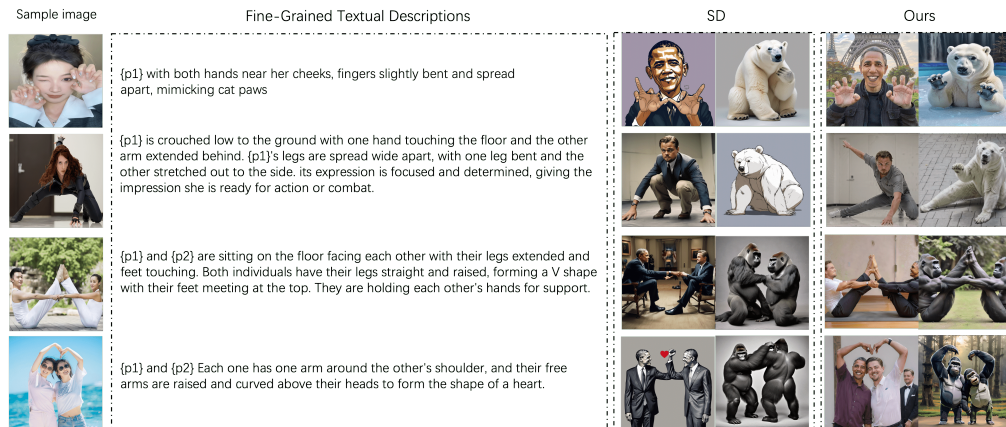 Sample image
Fine-Grained Textual Descriptions
SD
Ours
{p1} with both hands near her cheeks, fingers slightly bent and spread
apart, mimicking cat paws
{p1} is crouched low to the ground with one hand touching the floor and the other
arm extended behind. {p1}'s legs are spread wide apart, with one leg bent and the
other stretched out to the side. its expression is focused and determined, giving the
impression she is ready for action or combat.
{p1} and {p2} are sitting on the floor facing each other with their legs extended and
feet touching. Both individuals have their legs straight and raised, forming a V shape
with their feet meeting at the top. They are holding each other's hands for support.
{p1} and {p2} Each one has one arm around the other's shoulder, and their free
arms are raised and curved above their heads to form the shape of a heart.